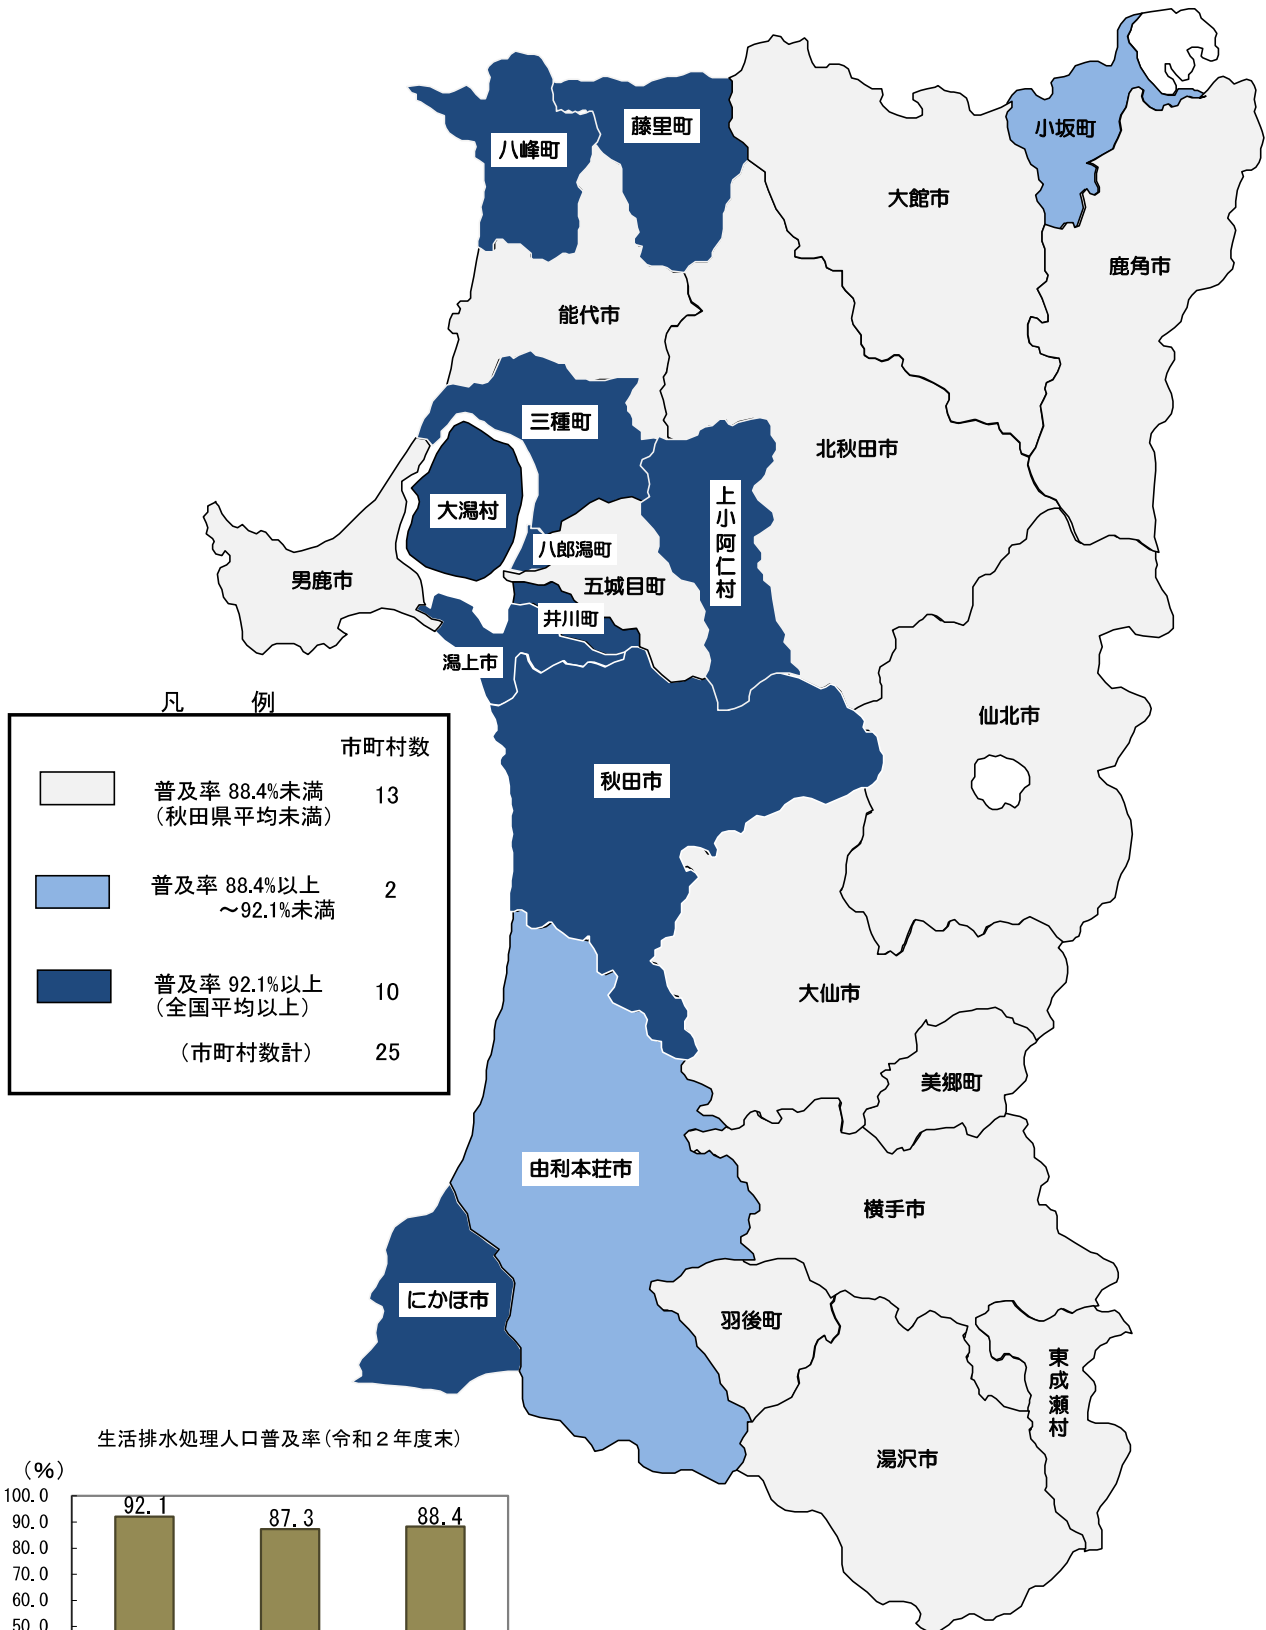 藤里町
小坂町
八峰町
大館市
鹿角市
能代市
三種町
北秋田市
大潟村
上小阿仁村
八郎潟町
男鹿市
五城目町
井川町
潟上市
仙北市
秋田市
凡　例
市町村数
普及率 88.4%未満
（秋田県平均未満）
13
普及率 88.4%以上
～92.1%未満
2
普及率 92.1%以上
（全国平均以上）
10
（市町村数計）
25
大仙市
美郷町
由利本荘市
横手市
にかほ市
羽後町
東成瀬村
湯沢市
生活排水処理人口普及率(令和２年度末)
（%）
100.0
90.0
80.0
70.0
60.0
50.0
92.1
87.3
88.4